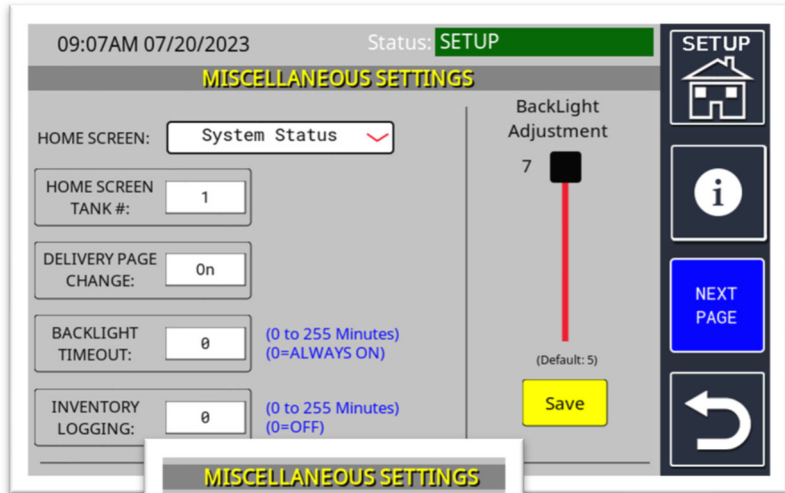 09:07AM 07/20/2023
Status: SETUP
MISCELLANEOUS SETTINGS
HOME SCREEN: System Status
HOME SCREEN
TANK #:
1
DELIVERY PAGE
CHANGE:
On
BACKLIGHT
TIMEOUT:
0
(0 to 255 Minutes)
(0=ALWAYS ON)
INVENTORY
LOGGING:
0
(0 to 255 Minutes)
(0=OFF)
BackLight
Adjustment
7
(Default: 5)
Save
SETUP
i
NEXT
PAGE
MISCELLANEOUS SETTINGS